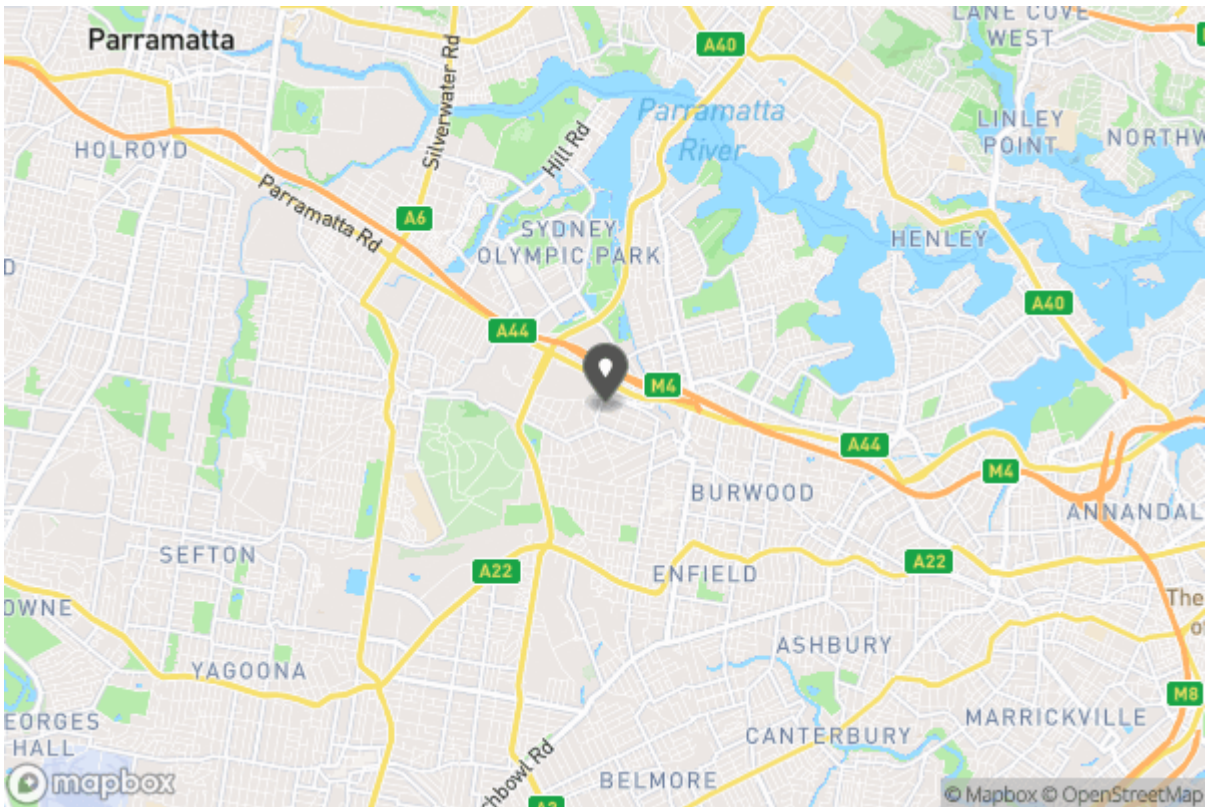 Parramatta
LANE COVE
WEST
A40
Silverwater Rd
Parramatta
River
Hill Rd
LINLEY
POINT
NORTHW
HOLROYD
Parramatta Rd
A6
SYDNEY
OLYMPIC PARK
HENLEY
D
A40
A44
M4
A44
M4
BURWOOD
ANNANDAL
SEFTON
A22
ENFIELD
A22
OWNE
The
o
YAGOONA
ASHBURY
M8
EORGES
HALL
MARRICKVILLE
CANTERBURY
chbowl Rd
BELMORE
mapbox
© Mapbox © OpenStreetMap